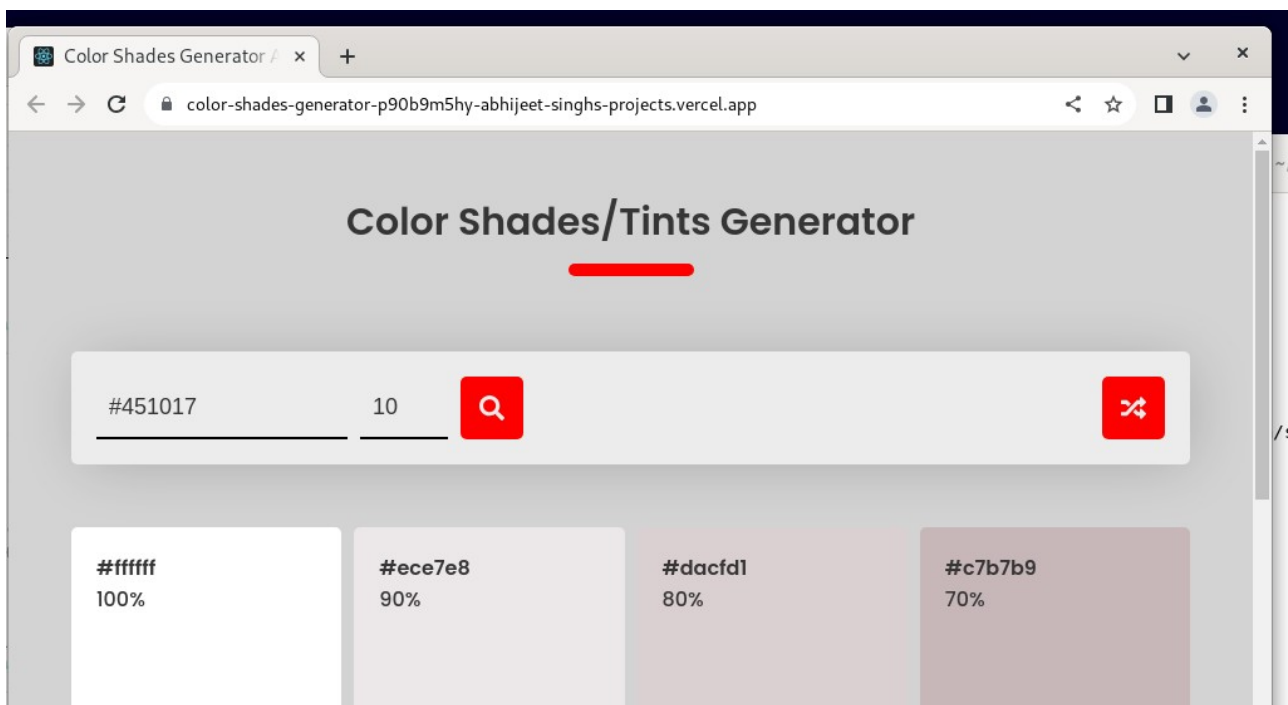 Color Shades Generator A
color-shades-generator-p90b9m5hy-abhijeet-singhs-projects.vercel.app
Color Shades/Tints Generator
#451017 10
#ffffff #ece7e8 #dacfd1 #c7b7b9
100% 90% 80% 70%
~/
/s